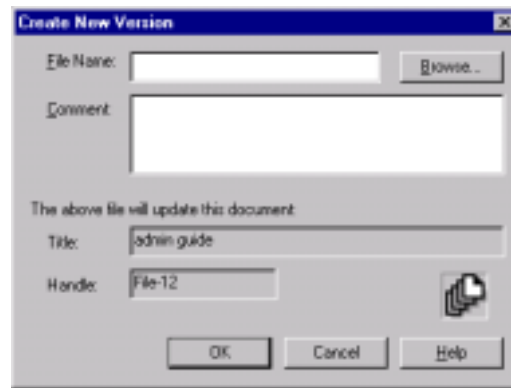 Create New Version
File Name:
Browse...
Comment:
The above file will update this document:
Title: admin guide
Handle: File-12
OK Cancel Help